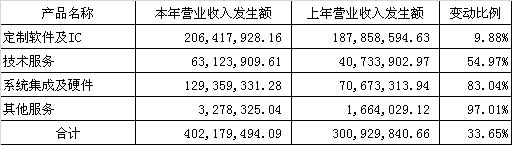 产品名称 本年营业收入发生额 上年营业收入发生额 变动比例
定制软件及IC 206,417,928.16 187,858,594.63 9.88%
技术服务 63,123,909.61 40,733,902.97 54.97%
系统集成及硬件 129,359,331.28 70,673,313.94 83.04%
其他服务 3,278,325.04 1,664,029.12 97.01%
合计 402,179,494.09 300,929,840.66 33.65%